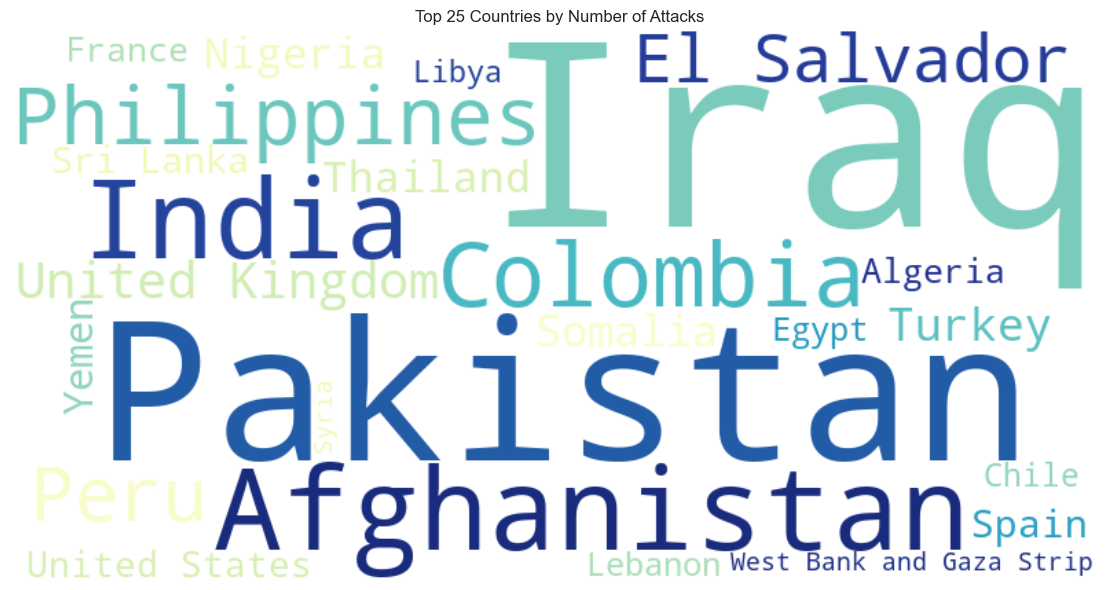 Top 25 Countries by Number of Attacks
France
Nigeria
Libya
El Salvador
Iraq
Philippines
Sri Lanka
Thailand
India
United Kingdom
Colombia
Algeria
Yemen
Somalia
Egypt
Turkey
Pakistan
Syria
Peru
Afghanistan
Chile
Spain
United States
Lebanon
West Bank and Gaza Strip